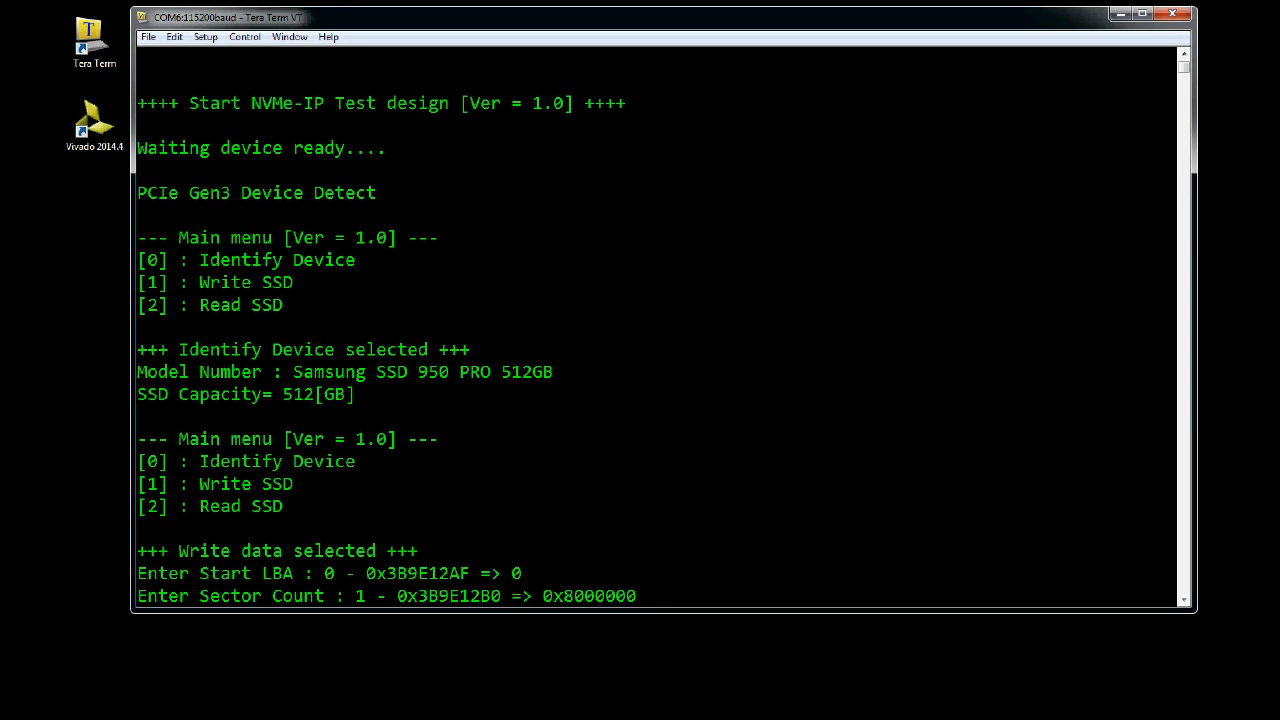 COM6:115200baud - Tera Term VT
File Edit Setup Control Window Help
Tera Term
Vivado 2014.4
++++ Start NVMe-IP Test design [Ver = 1.0] ++++
Waiting device ready....
PCIe Gen3 Device Detect
--- Main menu [Ver = 1.0] ---
[0] : Identify Device
[1] : Write SSD
[2] : Read SSD
+++ Identify Device selected +++
Model Number : Samsung SSD 950 PRO 512GB
SSD Capacity= 512[GB]
--- Main menu [Ver = 1.0] ---
[0] : Identify Device
[1] : Write SSD
[2] : Read SSD
+++ Write data selected +++
Enter Start LBA : 0 - 0x3B9E12AF => 0
Enter Sector Count : 1 - 0x3B9E12B0 => 0x8000000